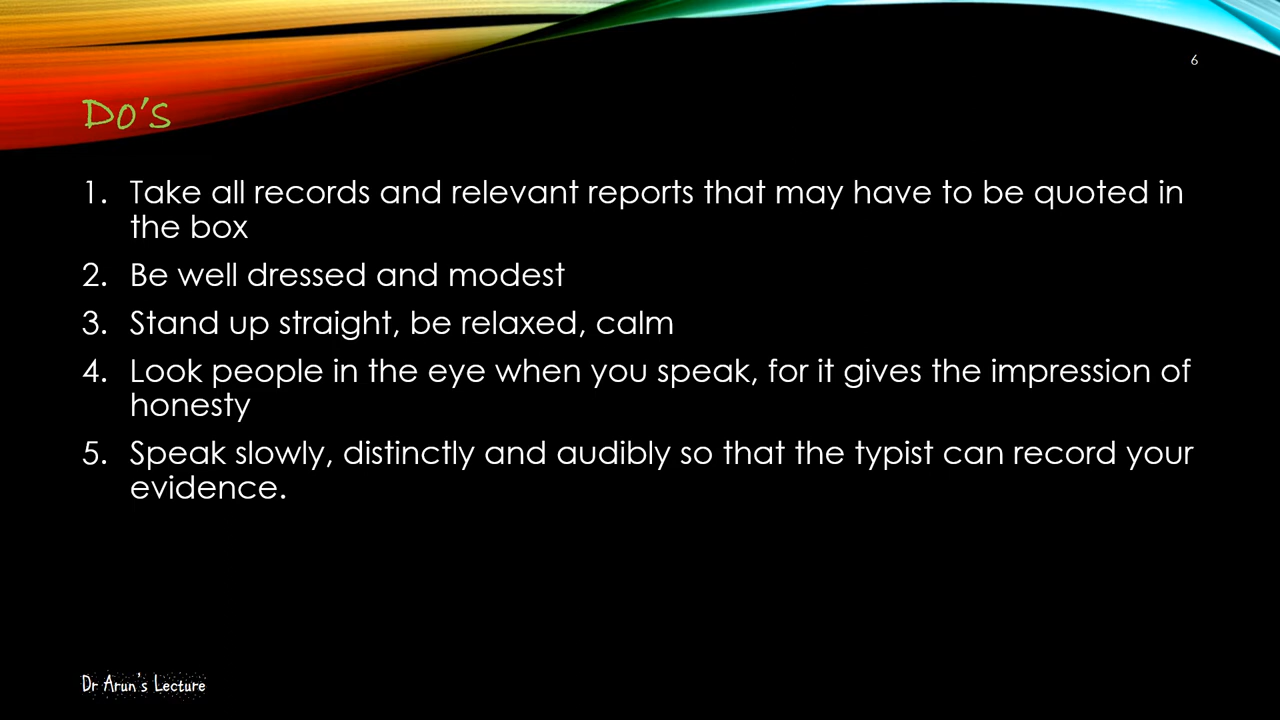 6
Do's
1. Take all records and relevant reports that may have to be quoted in
the box
2. Be well dressed and modest
3. Stand up straight, be relaxed, calm
4. Look people in the eye when you speak, for it gives the impression of
honesty
5. Speak slowly, distinctly and audibly so that the typist can record your
evidence.
Dr Arun's Lecture